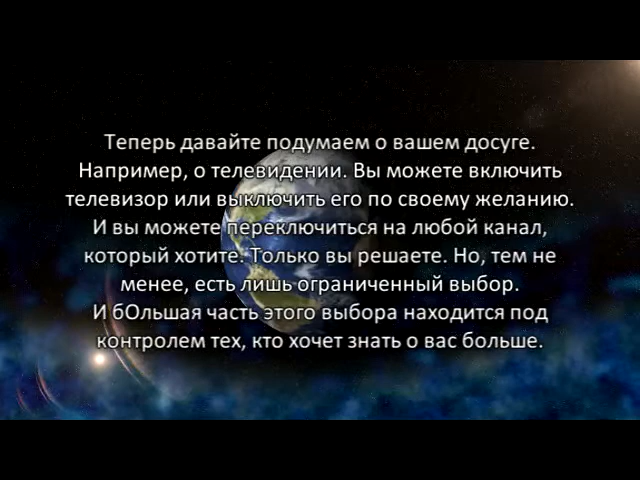 Теперь давайте подумаем о вашем досуге.
Например, о телевидении. Вы можете включить
телевизор или выключить его по своему желанию.
И вы можете переключиться на любой канал,
который хотите. Только вы решаете. Но, тем не
менее, есть лишь ограниченный выбор.
И бОльшая часть этого выбора находится под
контролем тех, кто хочет знать о вас больше.